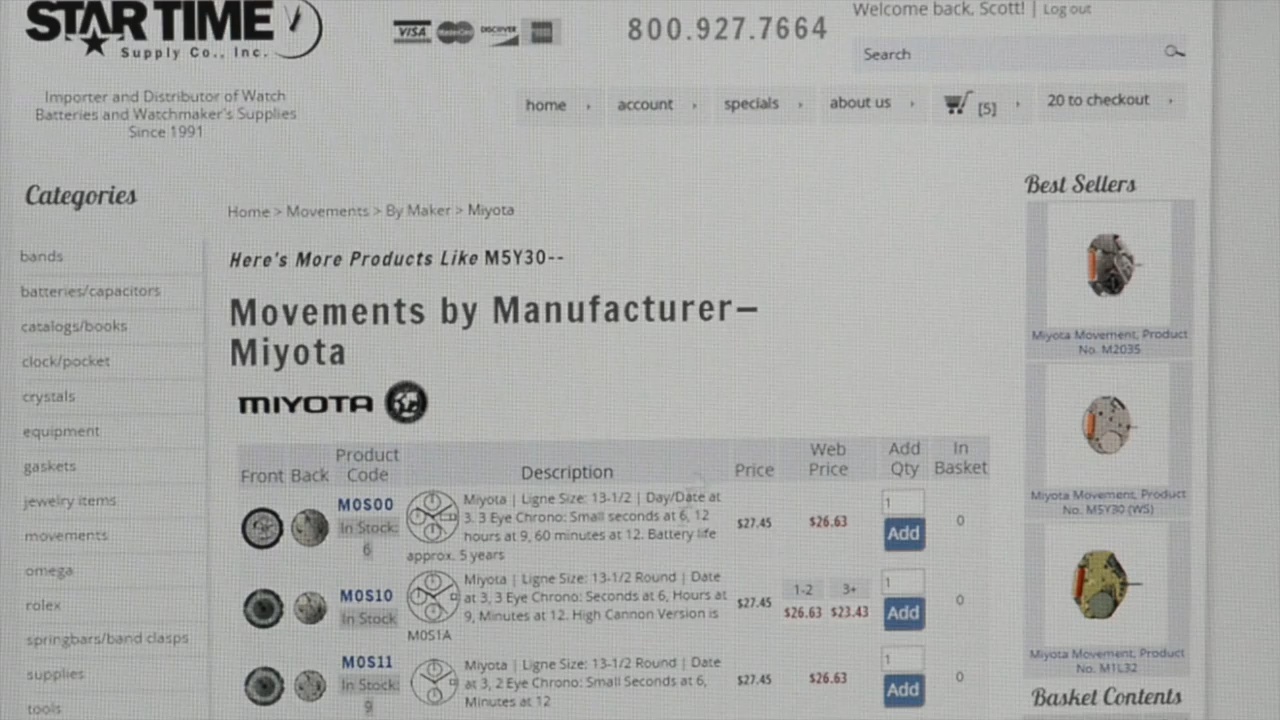 STAR TIME
Supply Co., Inc.
VISA
DISCOVER
800.927.7664
Welcome back, Scott! | Log out
Search
Importer and Distributor of Watch
Batteries and Watchmaker's Supplies
Since 1991
home
account
specials
about us
[5]
20 to checkout
Categories
bands
batteries/capacitors
catalogs/books
clock/pocket
crystals
equipment
gaskets
jewelry items
movements
omega
rolex
springbars/band clasps
supplies
tools
Home > Movements > By Maker > Miyota
Here's More Products Like M5Y30--
Movements by Manufacturer—
Miyota
MIYOTA
Front Back Product Code Description Price Web Price Add Qty In Basket
M0S00
In Stock:
6
Miyota | Ligne Size: 13-1/2 | Day/Date at
3. 3 Eye Chrono: Small seconds at 6, 12
hours at 9, 60 minutes at 12. Battery life
approx. 5 years
$27.45
$26.63
1
Add
0
M0S10
In Stock
Miyota | Ligne Size: 13-1/2 Round | Date
at 3, 3 Eye Chrono: Seconds at 6, Hours at
9, Minutes at 12. High Cannon Version is
M0S1A
$27.45
1-2 3+
$26.63 $23.43
1
Add
0
M0S11
In Stock:
9
Miyota | Ligne Size: 13-1/2 Round | Date
at 3, 2 Eye Chrono: Small Seconds at 6,
Minutes at 12
$27.45
$26.63
1
Add
0
Best Sellers
Miyota Movement, Product
No. M2035
Miyota Movement, Product
No. M5Y30 (WS)
Miyota Movement, Product
No. M1L32
Basket Contents